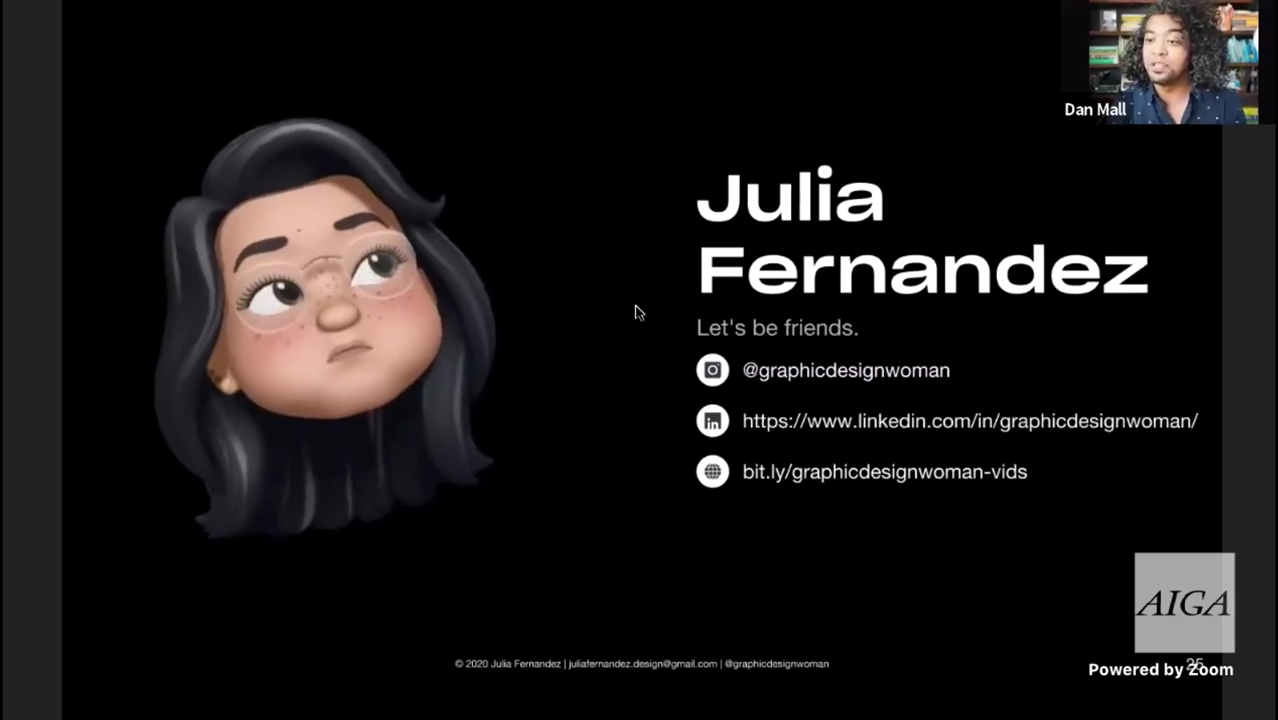 Dan Mall
Julia
Fernandez
Let's be friends.
@graphicdesignwoman
https://www.linkedin.com/in/graphicdesignwoman/
bit.ly/graphicdesignwoman-vids
AIGA
© 2020 Julia Fernandez | juliafernandez.design@gmail.com | @graphicdesignwoman
25
Powered by Zoom